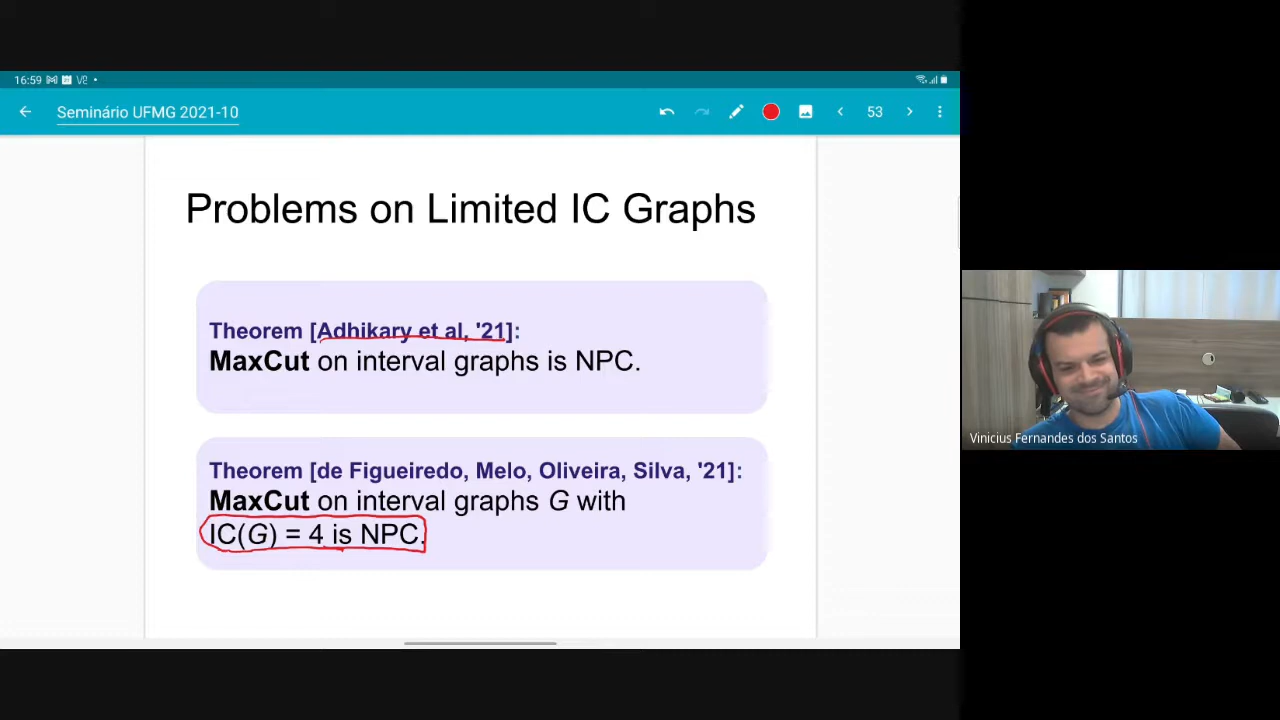 16:59
Seminário UFMG 2021-10
53
Problems on Limited IC Graphs
Theorem [Adhikary et al, '21]:
MaxCut on interval graphs is NPC.
Theorem [de Figueiredo, Melo, Oliveira, Silva, '21]:
MaxCut on interval graphs G with
IC(G) = 4 is NPC.
Vinicius Fernandes dos Santos